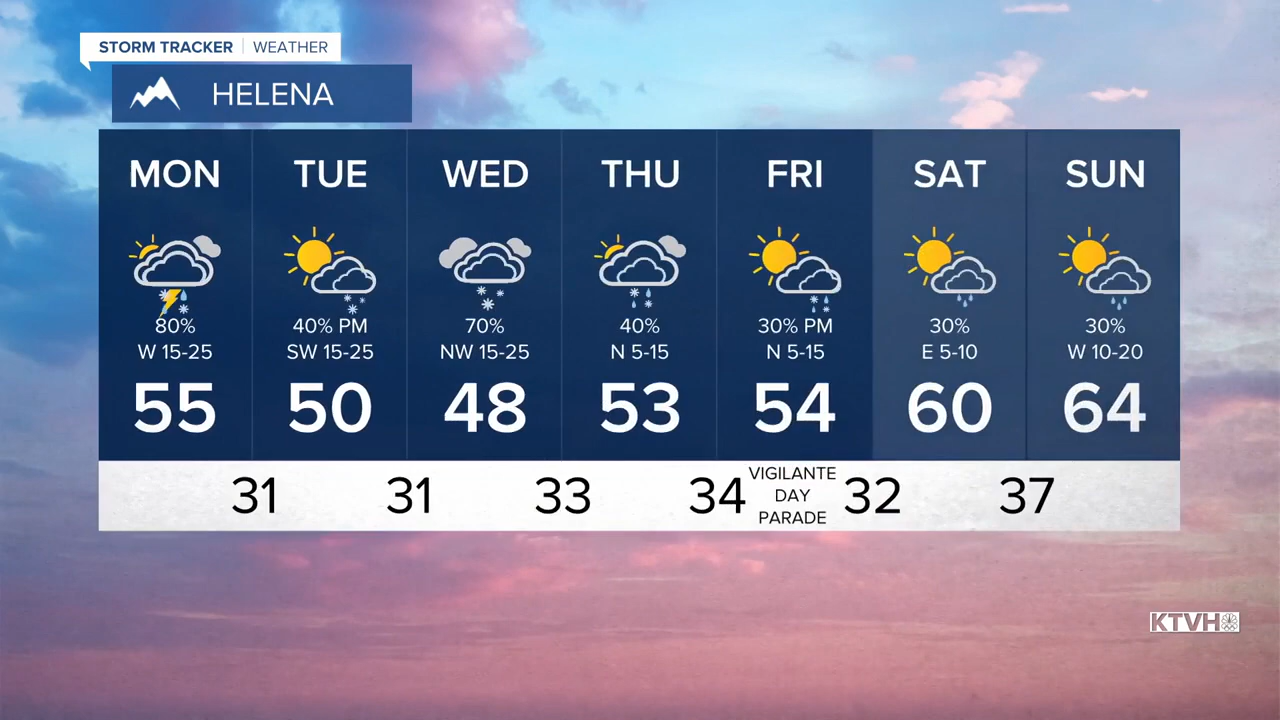 STORM TRACKER | WEATHER
HELENA
MON TUE WED THU FRI SAT SUN
80% 40% PM 70% 40% 30% PM 30% 30%
W 15-25 SW 15-25 NW 15-25 N 5-15 N 5-15 E 5-10 W 10-20
55 50 48 53 54 60 64
31 31 33 34 VIGILANTE DAY PARADE 32 37
KTVH